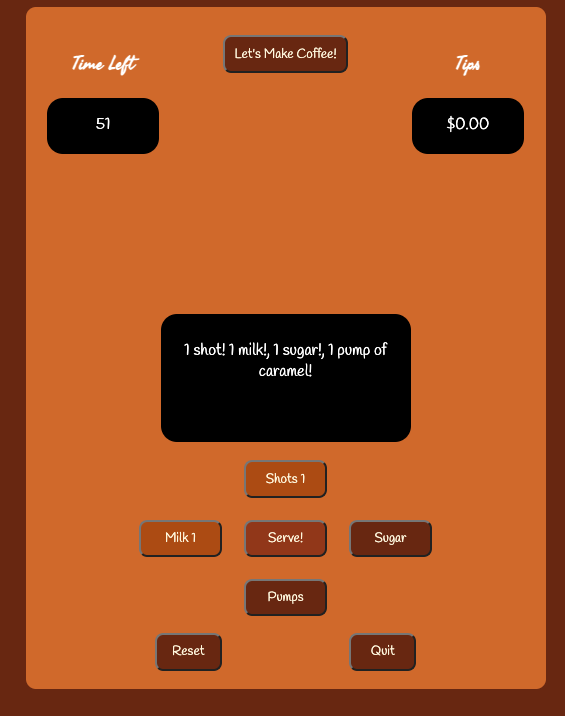 Let's Make Coffee!
Time Left
Tips
51
$0.00
1 shot! 1 milk!, 1 sugar!, 1 pump of
caramel!
Shots 1
Milk 1
Serve!
Sugar
Pumps
Reset
Quit